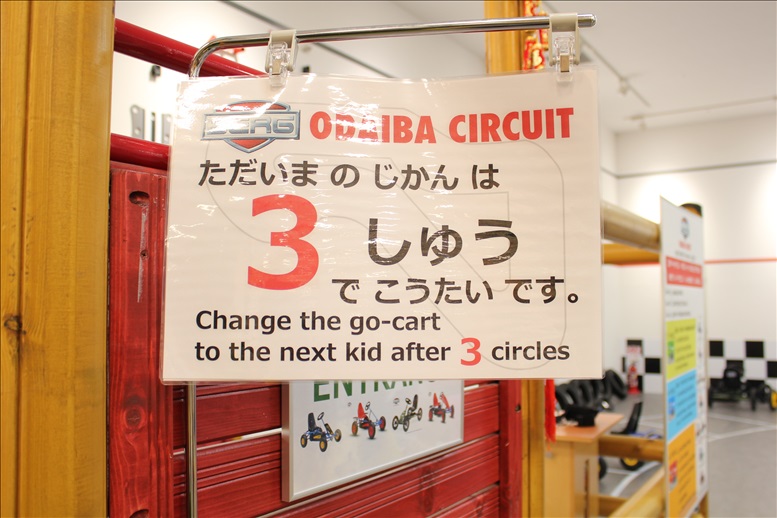 BERG ODAIBA CIRCUIT
ただいま の じかん は
3 しゅう
で こうたい です。
Change the go-cart
to the next kid after 3 circles